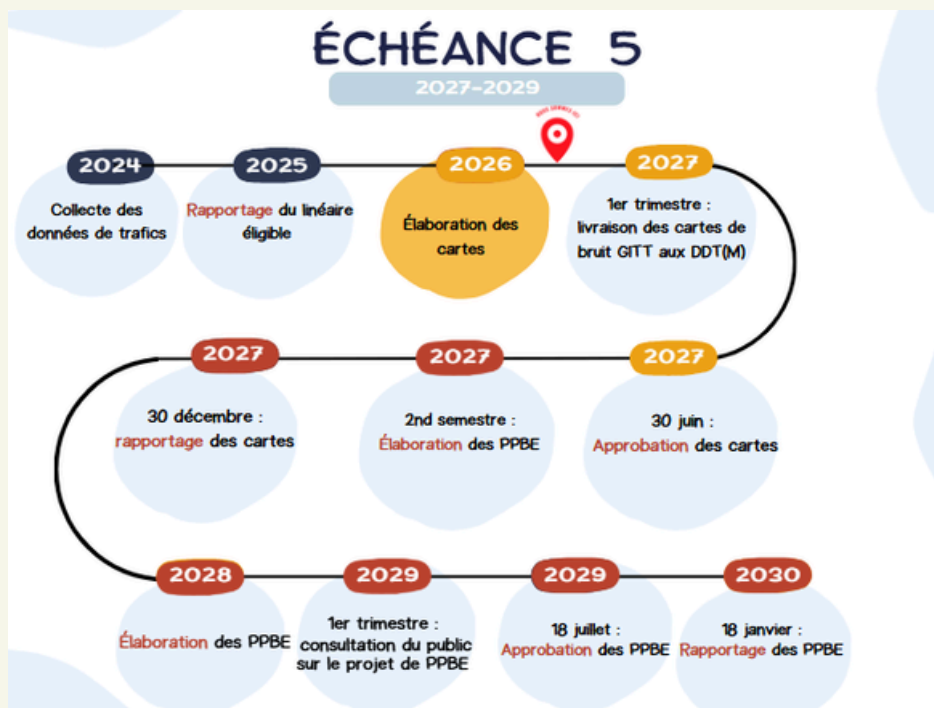 ÉCHÉANCE 5
2027-2029
2024
Collecte des
données de trafics
2025
Rapportage du linéaire
éligible
2026
Élaboration des
cartes
2027
1er trimestre :
livraison des cartes de
bruit GITT aux DDT(M)
2027
30 juin :
Approbation des cartes
2027
2nd semestre :
Élaboration des PPBE
2027
30 décembre :
rapportage des cartes
2028
Élaboration des PPBE
2029
1er trimestre :
consultation du public
sur le projet de PPBE
2029
18 juillet :
Approbation des PPBE
2030
18 janvier :
Rapportage des PPBE